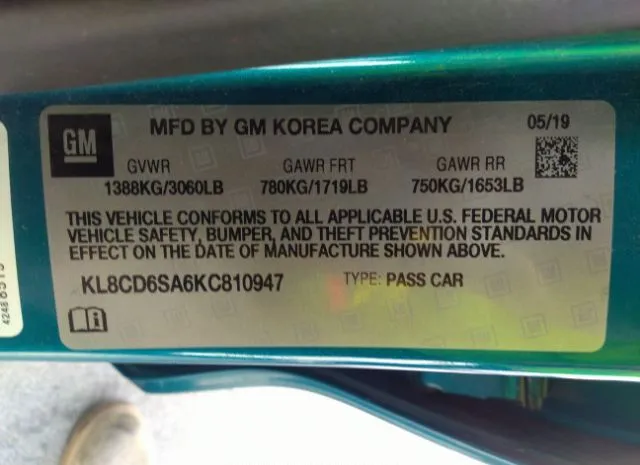 GM
MFD BY GM KOREA COMPANY
05/19
GVWR GAWR FRT GAWR RR
1388KG/3060LB 780KG/1719LB 750KG/1653LB
THIS VEHICLE CONFORMS TO ALL APPLICABLE U.S. FEDERAL MOTOR
VEHICLE SAFETY, BUMPER, AND THEFT PREVENTION STANDARDS IN
EFFECT ON THE DATE OF MANUFACTURE SHOWN ABOVE.
KL8CD6SA6KC810947 TYPE: PASS CAR